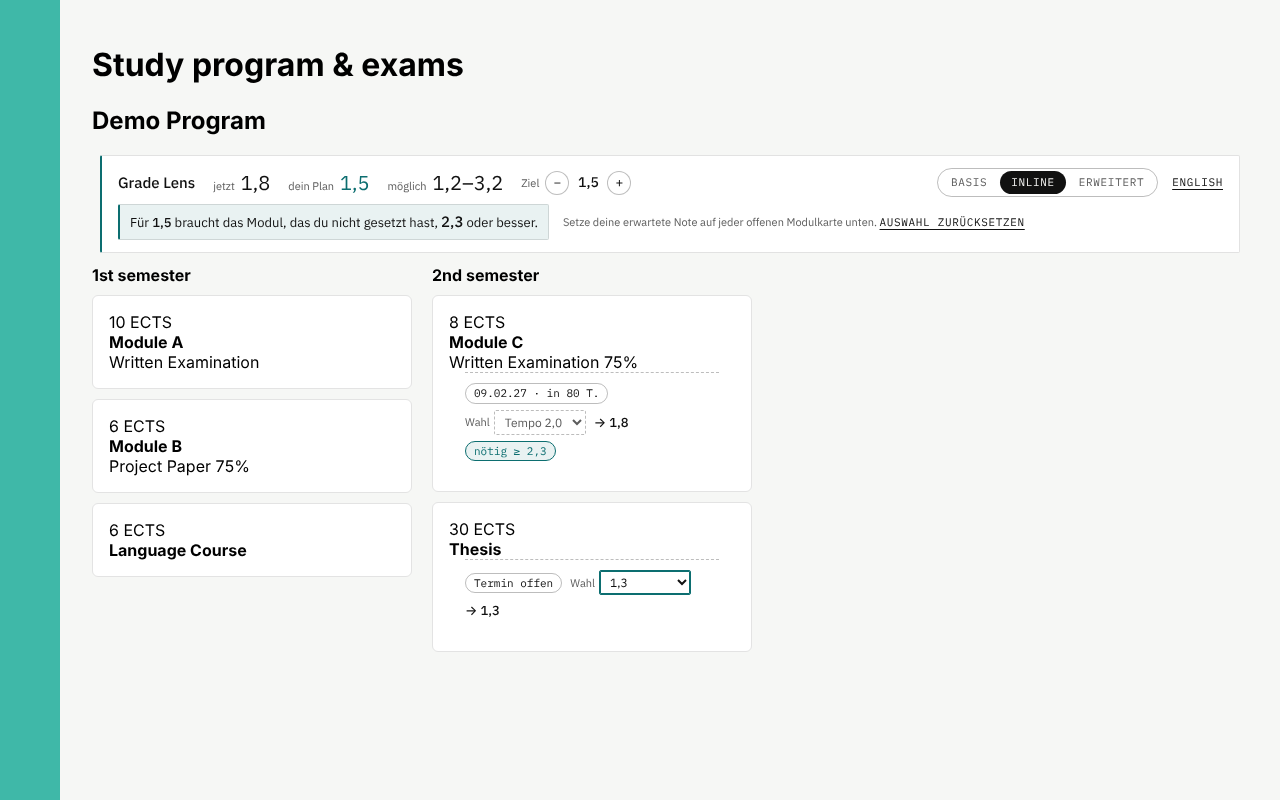 Study program & exams
Demo Program
Grade Lens jetzt 1,8 dein Plan 1,5 möglich 1,2–3,2 Ziel − 1,5 + BASIS INLINE ERWEITERT ENGLISH
Für 1,5 braucht das Modul, das du nicht gesetzt hast, 2,3 oder besser. Setze deine erwartete Note auf jeder offenen Modulkarte unten. AUSWAHL ZURÜCKSETZEN
1st semester
10 ECTS
Module A
Written Examination
6 ECTS
Module B
Project Paper 75%
6 ECTS
Language Course
2nd semester
8 ECTS
Module C
Written Examination 75%
09.02.27 · in 80 T.
Wahl Tempo 2,0 → 1,8
nötig ≥ 2,3
30 ECTS
Thesis
Termin offen Wahl 1,3
→ 1,3